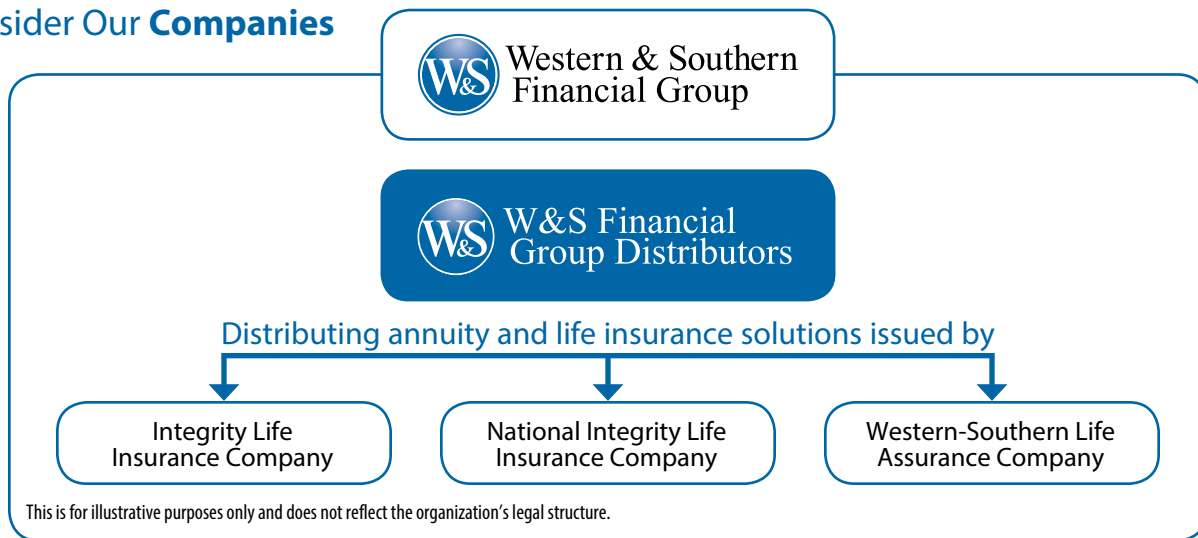 sider Our Companies
W&S
Western & Southern
Financial Group
W&S
W&S Financial
Group Distributors
Distributing annuity and life insurance solutions issued by
Integrity Life
Insurance Company
National Integrity Life
Insurance Company
Western-Southern Life
Assurance Company
This is for illustrative purposes only and does not reflect the organization's legal structure.